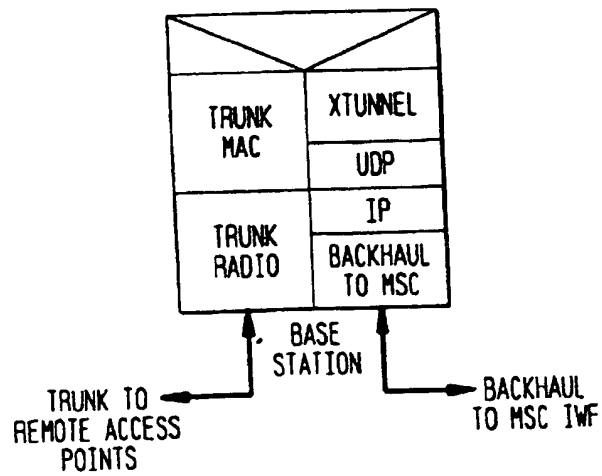 TRUNK
MAC
XTUNNEL
UDP
TRUNK
RADIO
IP
BACKHAUL
TO MSC
BASE
STATION
TRUNK TO
REMOTE ACCESS
POINTS
BACKHAUL
TO MSC IWF